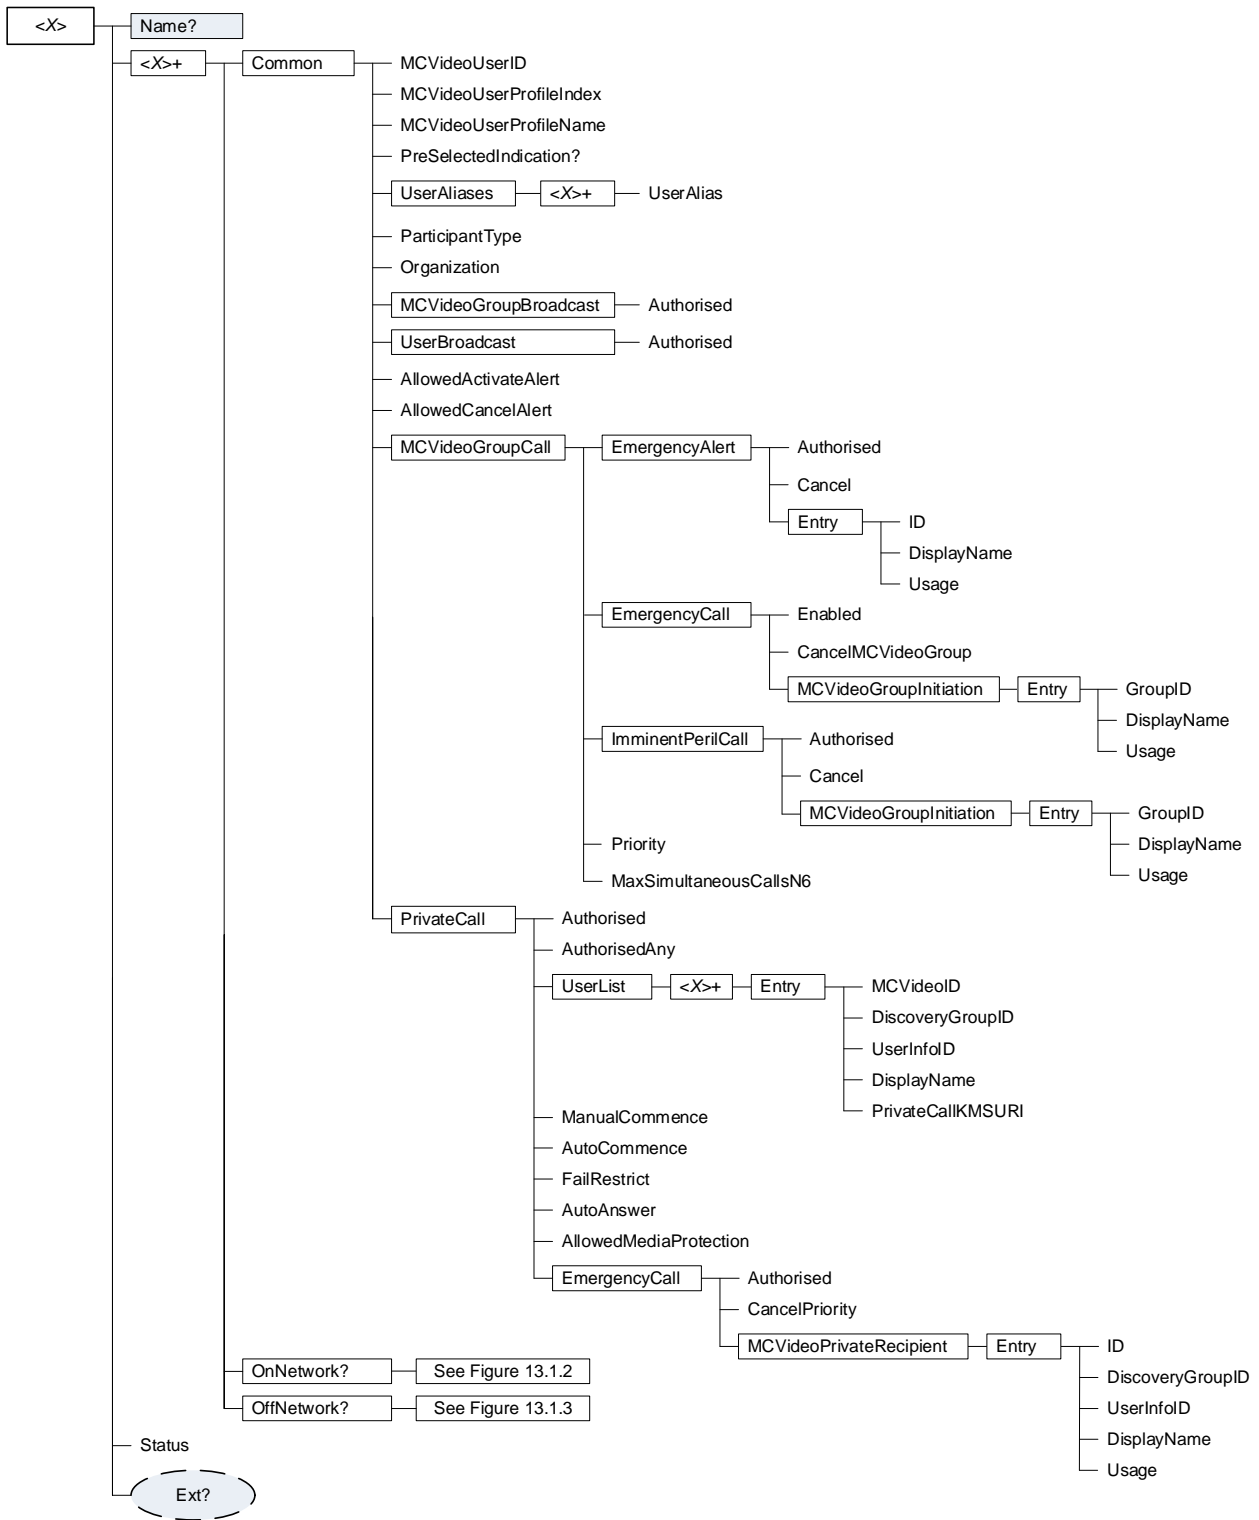 <X>
Name?
<X>+
Common
MCVideoUserID
MCVideoUserProfileIndex
MCVideoUserProfileName
PreSelectedIndication?
UserAliases
<X>+
UserAlias
ParticipantType
Organization
MCVideoGroupBroadcast
Authorised
UserBroadcast
Authorised
AllowedActivateAlert
AllowedCancelAlert
MCVideoGroupCall
EmergencyAlert
Authorised
Cancel
Entry
ID
DisplayName
Usage
EmergencyCall
Enabled
CancelMCVideoGroup
MCVideoGroupInitiation
Entry
GroupID
DisplayName
Usage
ImminentPerilCall
Authorised
Cancel
MCVideoGroupInitiation
Entry
GroupID
DisplayName
Usage
Priority
MaxSimultaneousCallsN6
PrivateCall
Authorised
AuthorisedAny
UserList
<X>+
Entry
MCVideoID
DiscoveryGroupID
UserInfoID
DisplayName
PrivateCallKMSURI
ManualCommence
AutoCommence
FailRestrict
AutoAnswer
AllowedMediaProtection
EmergencyCall
Authorised
CancelPriority
MCVideoPrivateRecipient
Entry
ID
DiscoveryGroupID
UserInfoID
DisplayName
Usage
OnNetwork?
See Figure 13.1.2
OffNetwork?
See Figure 13.1.3
Status
Ext?